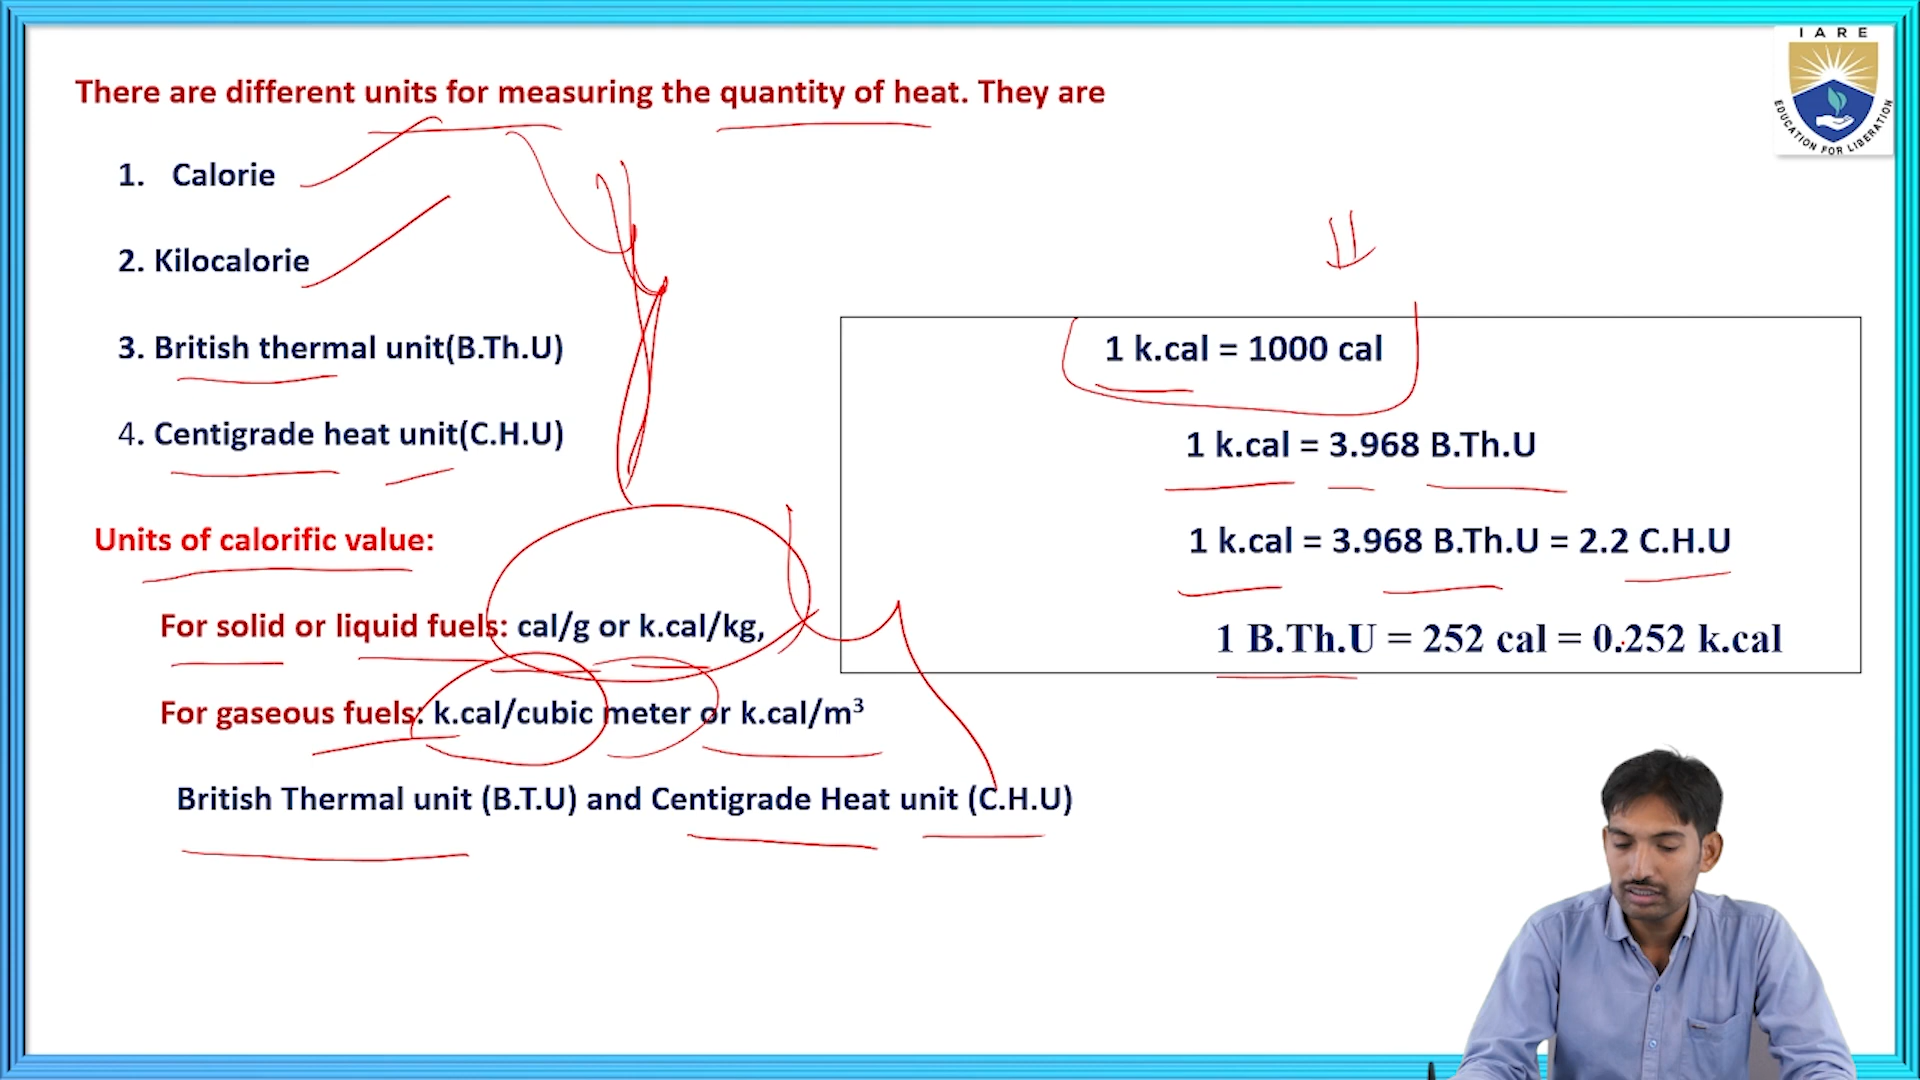 There are different units for measuring the quantity of heat. They are
1. Calorie
2. Kilocalorie
3. British thermal unit(B.Th.U)
4. Centigrade heat unit(C.H.U)
Units of calorific value:
For solid or liquid fuels: cal/g or k.cal/kg,
For gaseous fuels: k.cal/cubic meter or k.cal/m³
British Thermal unit (B.T.U) and Centigrade Heat unit (C.H.U)
1 k.cal = 1000 cal
1 k.cal = 3.968 B.Th.U
1 k.cal = 3.968 B.Th.U = 2.2 C.H.U
1 B.Th.U = 252 cal = 0.252 k.cal
IARE
EDUCATION FOR LIBERATION